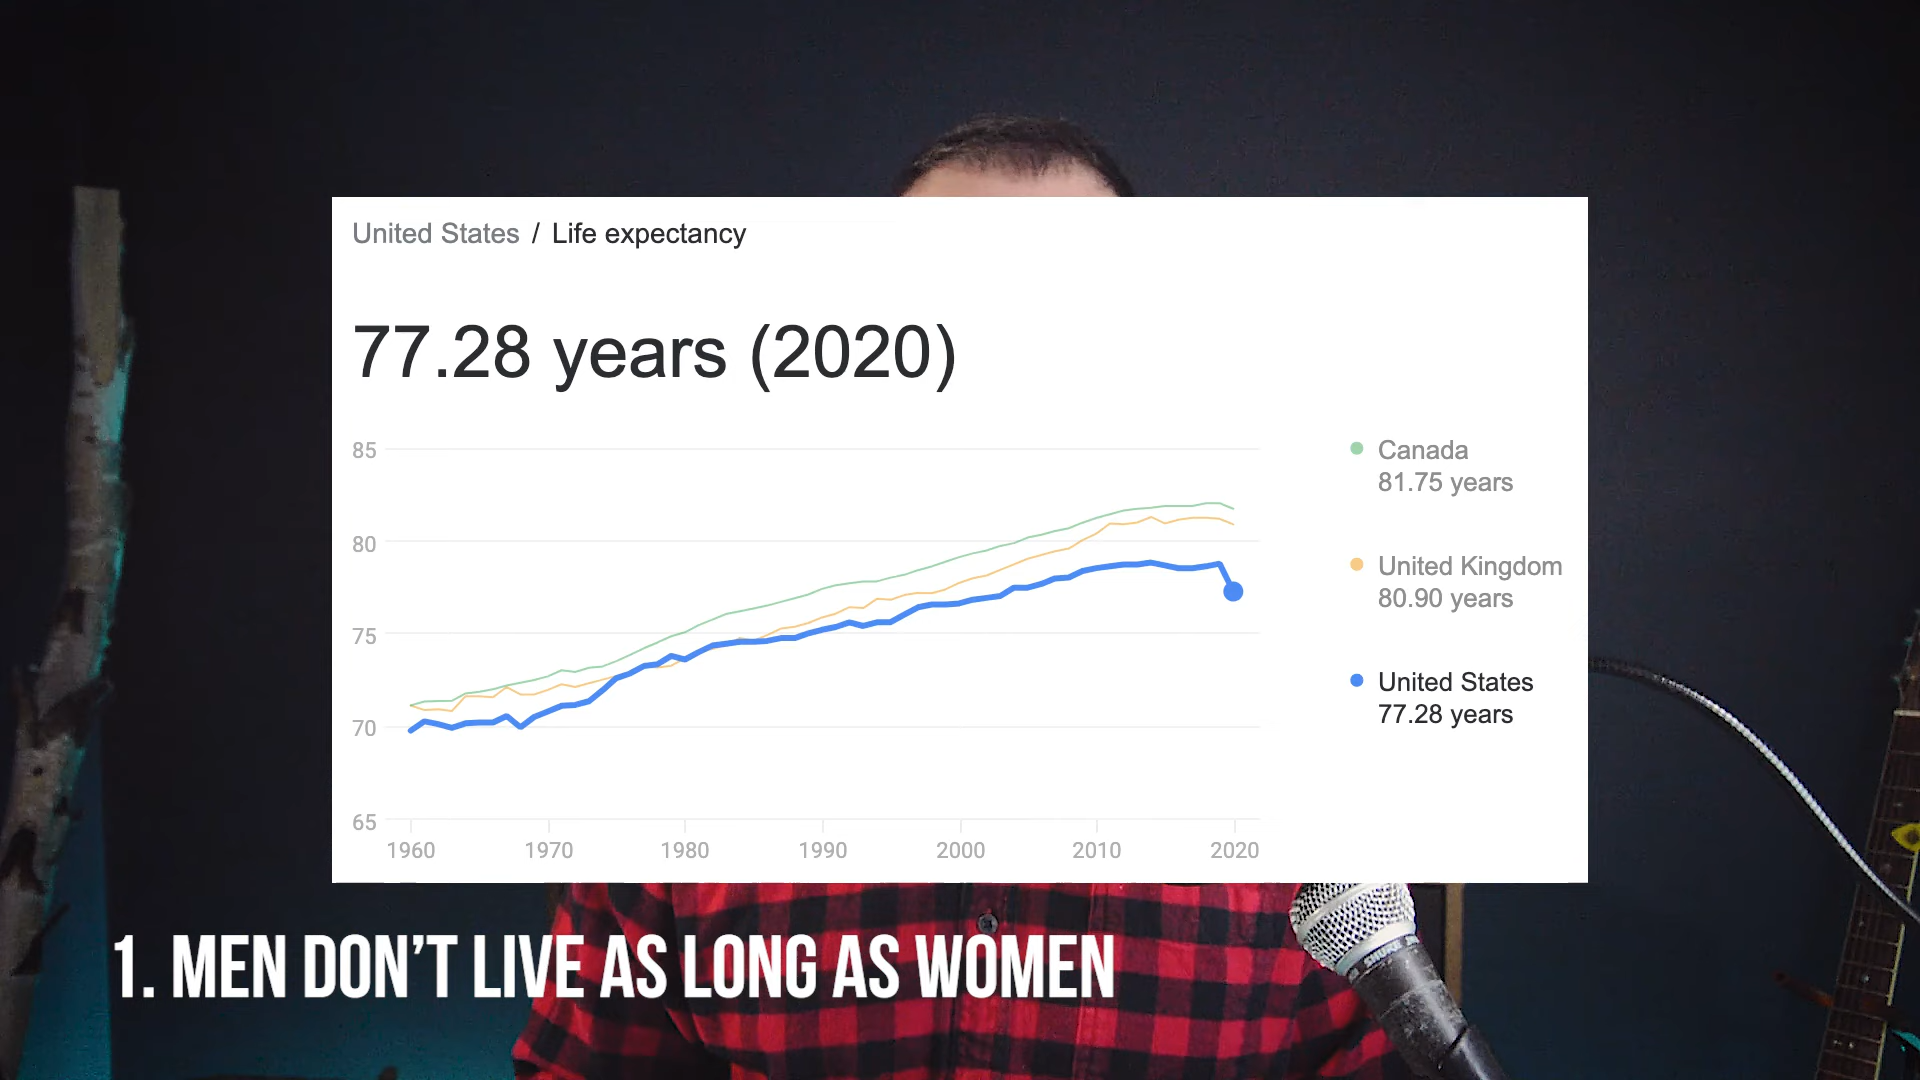 United States / Life expectancy
77.28 years (2020)
85
80
75
70
65
1960 1970 1980 1990 2000 2010 2020
Canada
81.75 years
United Kingdom
80.90 years
United States
77.28 years
SHURE
1. MEN DON'T LIVE AS LONG AS WOMEN